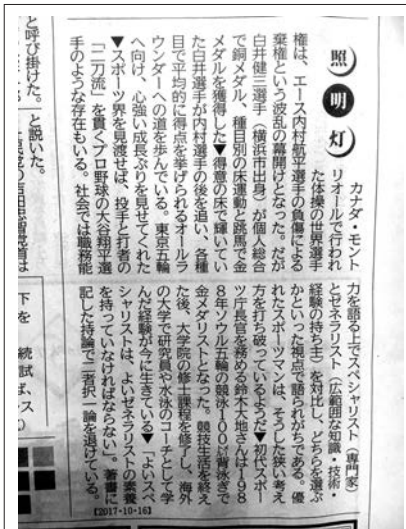 照明灯
カナダ・モント
リオールで行われ
た体操の世界選手
権は、エース内村航平選手の負傷による
棄権という波乱の幕開けとなった。だが
白井健三選手（横浜市出身）が個人総合
で銅メダル、種目別の床運動と跳馬で金
メダルを獲得した▼得意の床で輝いてい
た白井選手が内村選手の後を追い、各種
目で平均的に得点を挙げられるオールラ
ウンダーへの道を歩んでいる。東京五輪
へ向け、心強い成長ぶりを見せてくれた
▼スポーツ界を見渡せば、投手と打者の
「二刀流」を貫くプロ野球の大谷翔平選
手のような存在もいる。社会では職務能
力を語る上でスペシャリスト（専門家）
とゼネラリスト（広範囲な知識・技術・
経験の持ち主）を対比し、どちらを選ぶ
かといった視点で語られがちである。優
れたスポーツマンは、そうした狭い考え
方を打ち破っているようだ▼初代スポー
ツ庁長官を務める鈴木大地さんは198
8年ソウル五輪の競泳100㍍背泳ぎで
金メダリストとなった。競技生活を終え
た後、大学院の修士課程を修了し、海外
の大学で研究員や水泳のコーチとして学
んだ経験が今に生きている▼「よいスペ
シャリストは、よいゼネラリストの素養
を持っていなければならない」。著書に
記した持論で二者択一論を退けている。
【2017・10・16】
と呼び掛けた。
と説いた。
下を